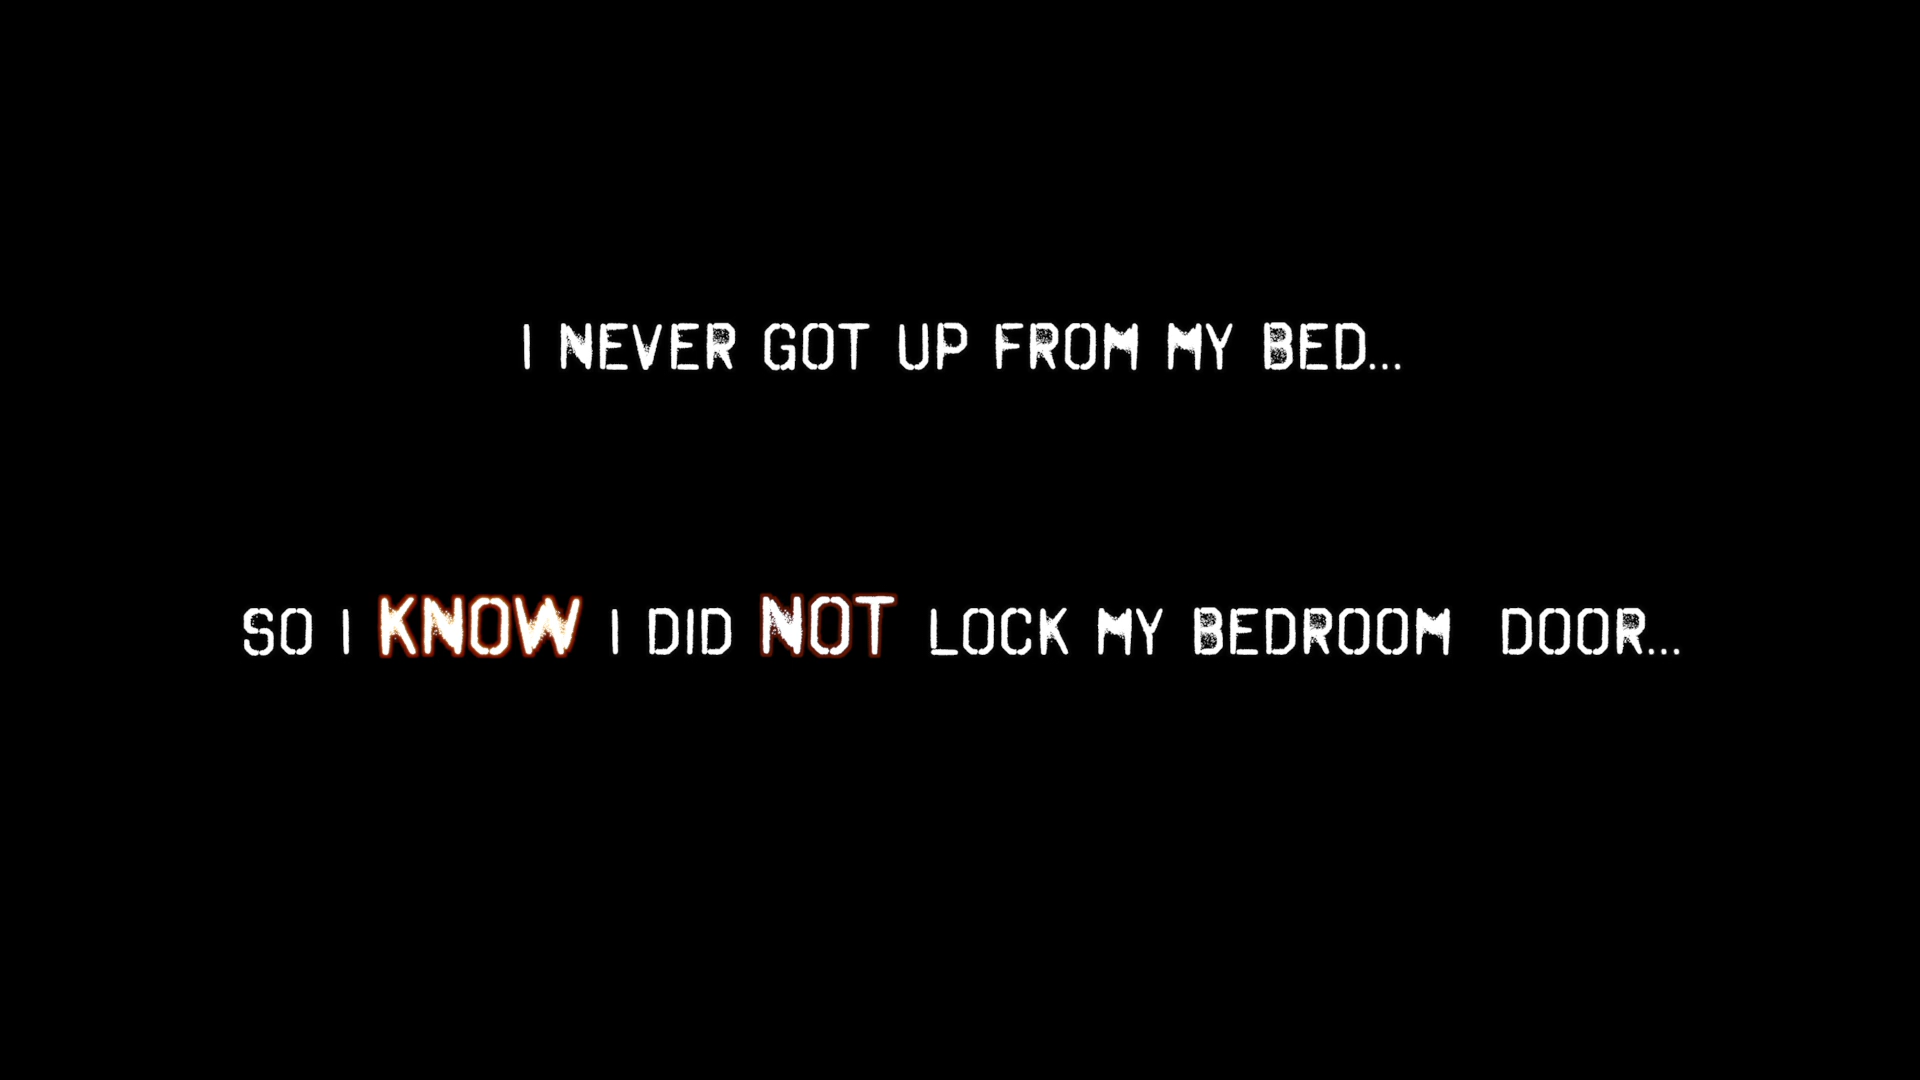 I NEVER GOT UP FROM MY BED...
SO I KNOW I DID NOT LOCK MY BEDROOM DOOR...